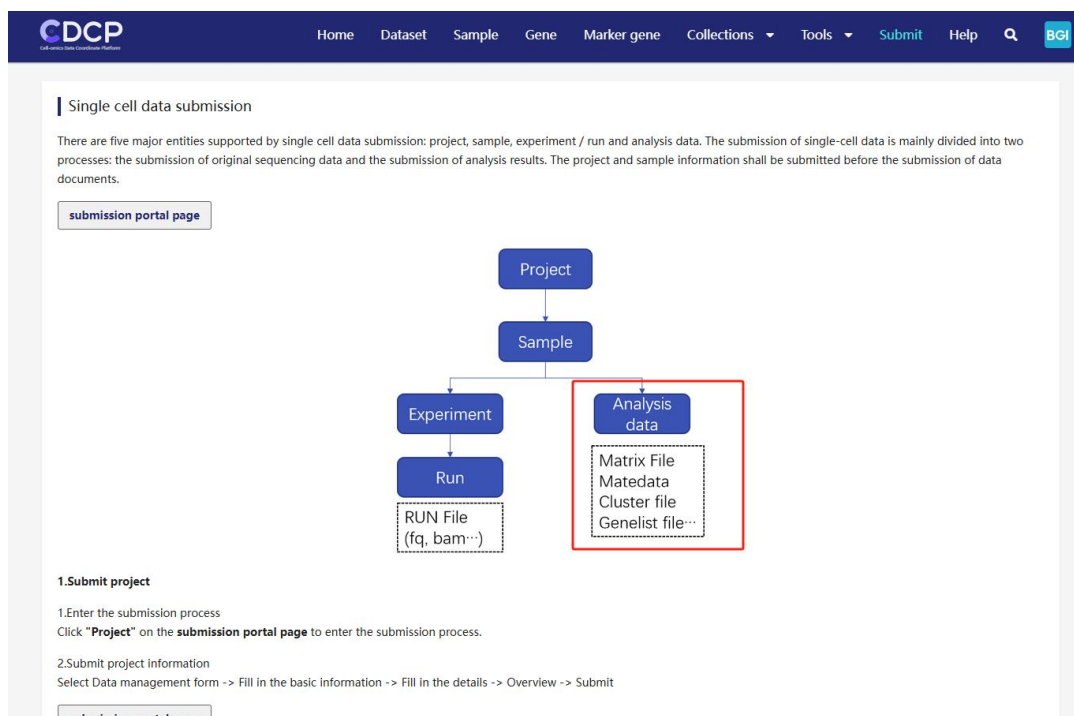 CDCP
Cell-omics Data Coordinate Platform
Home Dataset Sample Gene Marker gene Collections Tools Submit Help BGI
Single cell data submission
There are five major entities supported by single cell data submission: project, sample, experiment / run and analysis data. The submission of single-cell data is mainly divided into two
processes: the submission of original sequencing data and the submission of analysis results. The project and sample information shall be submitted before the submission of data
documents.
submission portal page
Project
Sample
Experiment
Analysis
data
Run
RUN File
(fq, bam···)
Matrix File
Matedata
Cluster file
Genelist file···
1.Submit project
1.Enter the submission process
Click "Project" on the submission portal page to enter the submission process.
2.Submit project information
Select Data management form -> Fill in the basic information -> Fill in the details -> Overview -> Submit